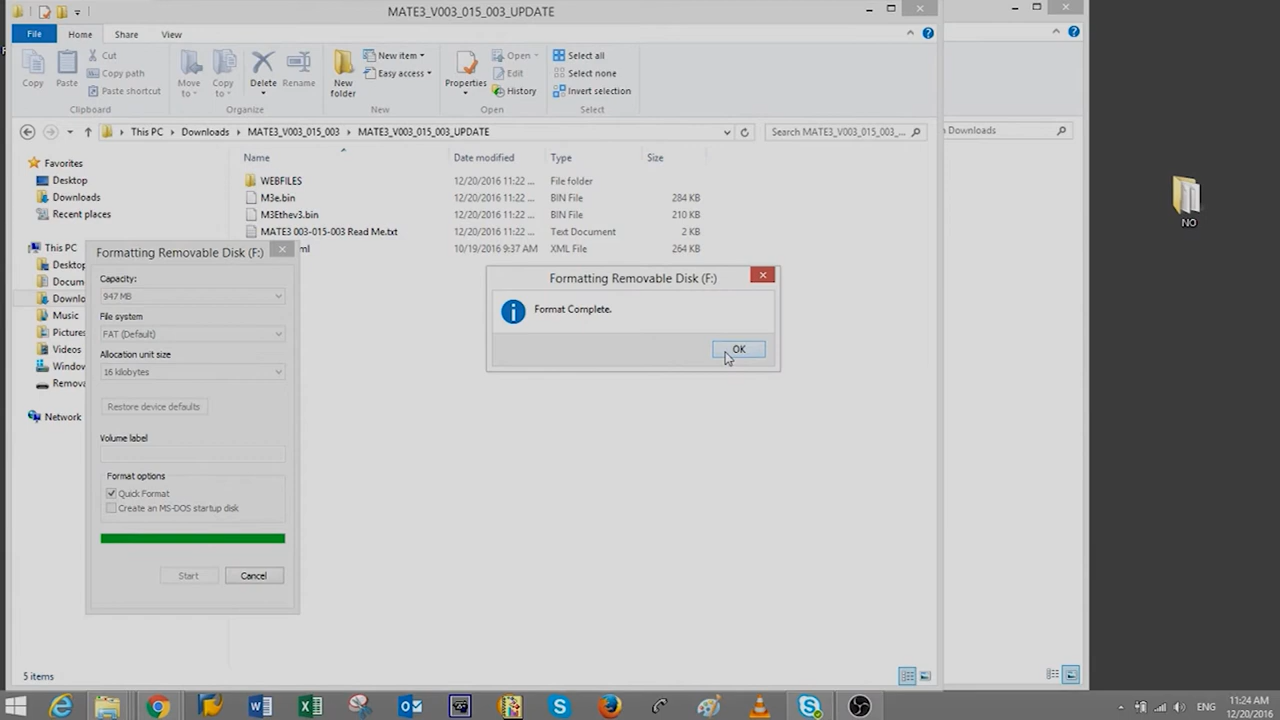 MATE3_V003_015_003_UPDATE
File Home Share View
Copy Paste Cut Copy path Paste shortcut Move to Copy to Delete Rename New folder New item Easy access Properties Open Edit History Select all Select none Invert selection
Clipboard Organize New Open Select
This PC Downloads MATE3_V003_015_003 MATE3_V003_015_003_UPDATE Search MATE3_V003_015_003_... Downloads
Name Date modified Type Size
Favorites
Desktop
Downloads
Recent places
This PC
Desktop
Docum
Downlo
Music
Pictures
Videos
Window
Remova
Network
WEBFILES 12/20/2016 11:22 ... File folder
M3e.bin 12/20/2016 11:22 ... BIN File 284 KB
M3Ethev3.bin 12/20/2016 11:22 ... BIN File 210 KB
MATE3 003-015-003 Read Me.txt 12/20/2016 11:22 ... Text Document 2 KB
ml 10/19/2016 9:37 AM XML File 264 KB
Formatting Removable Disk (F:)
Capacity:
947 MB
File system
FAT (Default)
Allocation unit size
16 kilobytes
Restore device defaults
Volume label
Format options
Quick Format
Create an MS-DOS startup disk
Start Cancel
Formatting Removable Disk (F:)
Format Complete.
OK
NO
5 items
ENG
11:24 AM
12/20/2016